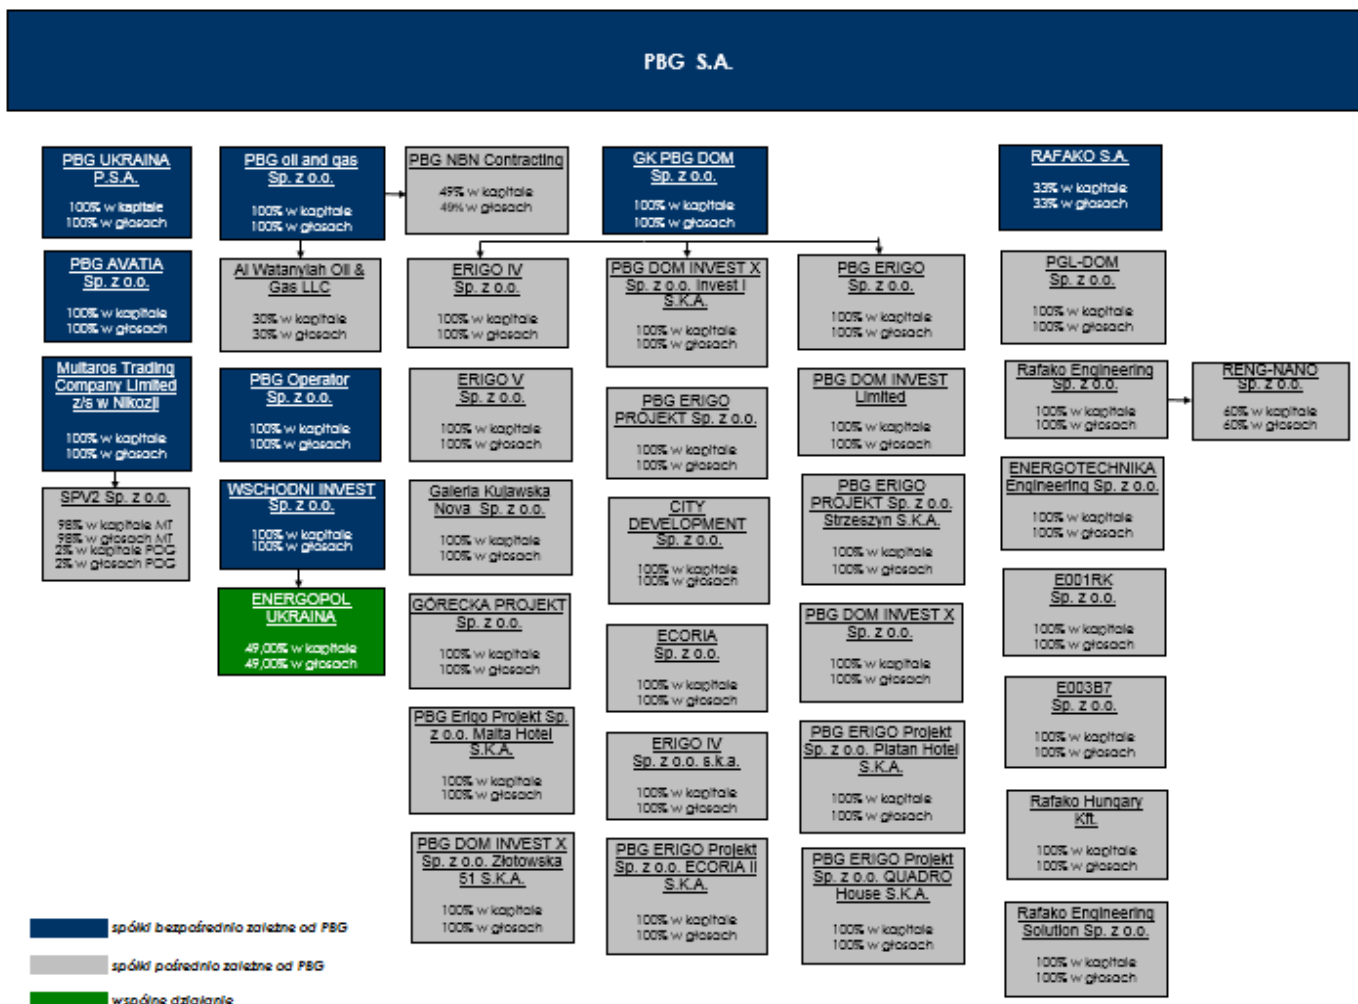 PBG S.A.
PBG UKRAINA
P.S.A.
100% w kapitale
100% w głosach
PBG AVATIA
Sp. z o.o.
100% w kapitale
100% w głosach
Multaros Trading
Company Limited
z/s w Nikozji
100% w kapitale
100% w głosach
SPV2 Sp. z o.o.
98% w kapitale MT
98% w głosach MT
2% w kapitale POG
2% w głosach POG
PBG oil and gas
Sp. z o.o.
100% w kapitale
100% w głosach
Al Watanyiah Oil &
Gas LLC
30% w kapitale
30% w głosach
PBG Operator
Sp. z o.o.
100% w kapitale
100% w głosach
WSCHODNI INVEST
Sp. z o.o.
100% w kapitale
100% w głosach
ENERGOPOL
UKRAINA
49,00% w kapitale
49,00% w głosach
PBG NBN Contracting
49% w kapitale
49% w głosach
GK PBG DOM
Sp. z o.o.
100% w kapitale
100% w głosach
ERIGO IV
Sp. z o.o.
100% w kapitale
100% w głosach
ERIGO V
Sp. z o.o.
100% w kapitale
100% w głosach
Galeria Kujawska
Nova Sp. z o.o.
100% w kapitale
100% w głosach
GÓRECKA PROJEKT
Sp. z o.o.
100% w kapitale
100% w głosach
PBG Erigo Projekt Sp.
z o.o. Malta Hotel
S.K.A.
100% w kapitale
100% w głosach
PBG DOM INVEST X
Sp. z o.o. Złotowska
51 S.K.A.
100% w kapitale
100% w głosach
PBG DOM INVEST X
Sp. z o.o. Invest I
S.K.A.
100% w kapitale
100% w głosach
PBG ERIGO
PROJEKT Sp. z o.o.
100% w kapitale
100% w głosach
CITY
DEVELOPMENT
Sp. z o.o.
100% w kapitale
100% w głosach
ECORIA
Sp. z o.o.
100% w kapitale
100% w głosach
ERIGO IV
Sp. z o.o. s.k.a.
100% w kapitale
100% w głosach
PBG ERIGO Projekt
Sp. z o.o. ECORIA II
S.K.A.
100% w kapitale
100% w głosach
PBG ERIGO
Sp. z o.o.
100% w kapitale
100% w głosach
PBG DOM INVEST
Limited
100% w kapitale
100% w głosach
PBG ERIGO
PROJEKT Sp. z o.o.
Strzeszyn S.K.A.
100% w kapitale
100% w głosach
PBG DOM INVEST X
Sp. z o.o.
100% w kapitale
100% w głosach
PBG ERIGO Projekt
Sp. z o.o. Platan Hotel
S.K.A.
100% w kapitale
100% w głosach
PBG ERIGO Projekt
Sp. z o.o. QUADRO
House S.K.A.
100% w kapitale
100% w głosach
RAFAKO S.A.
33% w kapitale
33% w głosach
PGL-DOM
Sp. z o.o.
100% w kapitale
100% w głosach
Rafako Engineering
Sp. z o.o.
100% w kapitale
100% w głosach
RENG-NANO
Sp. z o.o.
60% w kapitale
60% w głosach
ENERGOTECHNIKA
Engineering Sp. z o.o.
100% w kapitale
100% w głosach
E001RK
Sp. z o.o.
100% w kapitale
100% w głosach
E003B7
Sp. z o.o.
100% w kapitale
100% w głosach
Rafako Hungary
Kft.
100% w kapitale
100% w głosach
Rafako Engineering
Solution Sp. z o.o.
100% w kapitale
100% w głosach
spółki bezpośrednio zależne od PBG
spółki pośrednio zależne od PBG
wspólne działanie